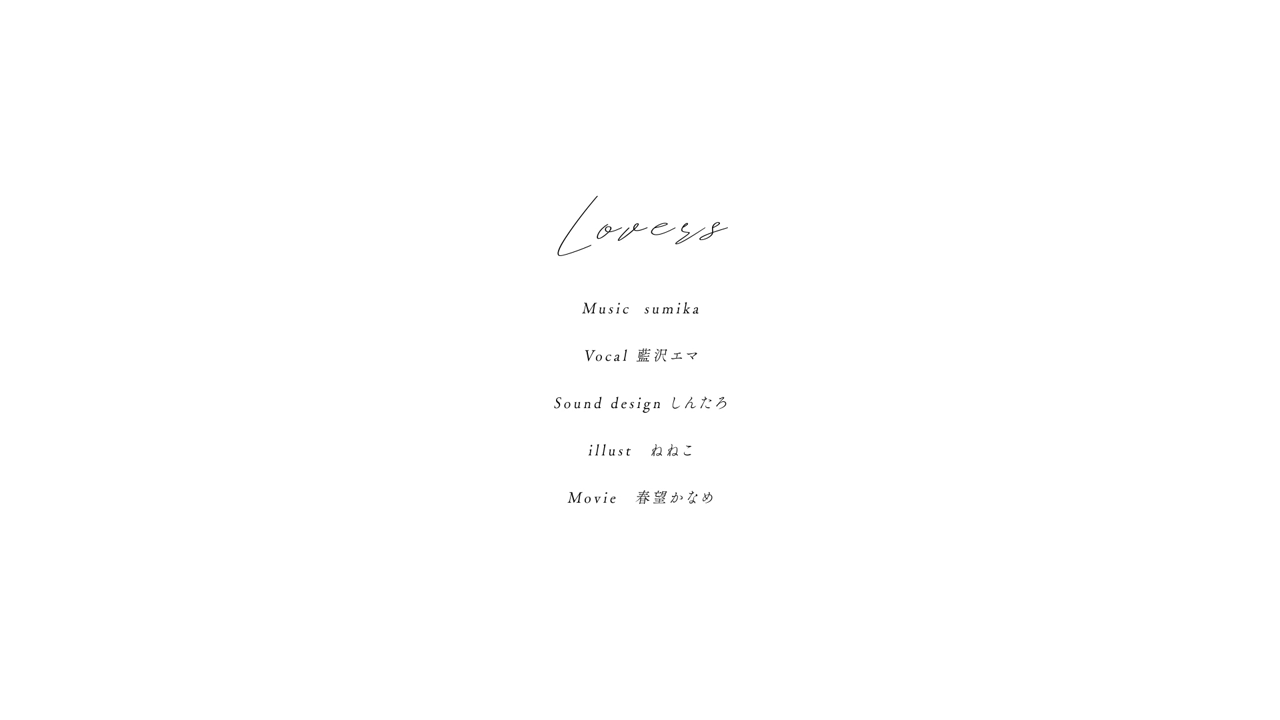 Lovers
Music sumika
Vocal 藍沢エマ
Sound design しんたろ
illust ねねこ
Movie 春望かなめ